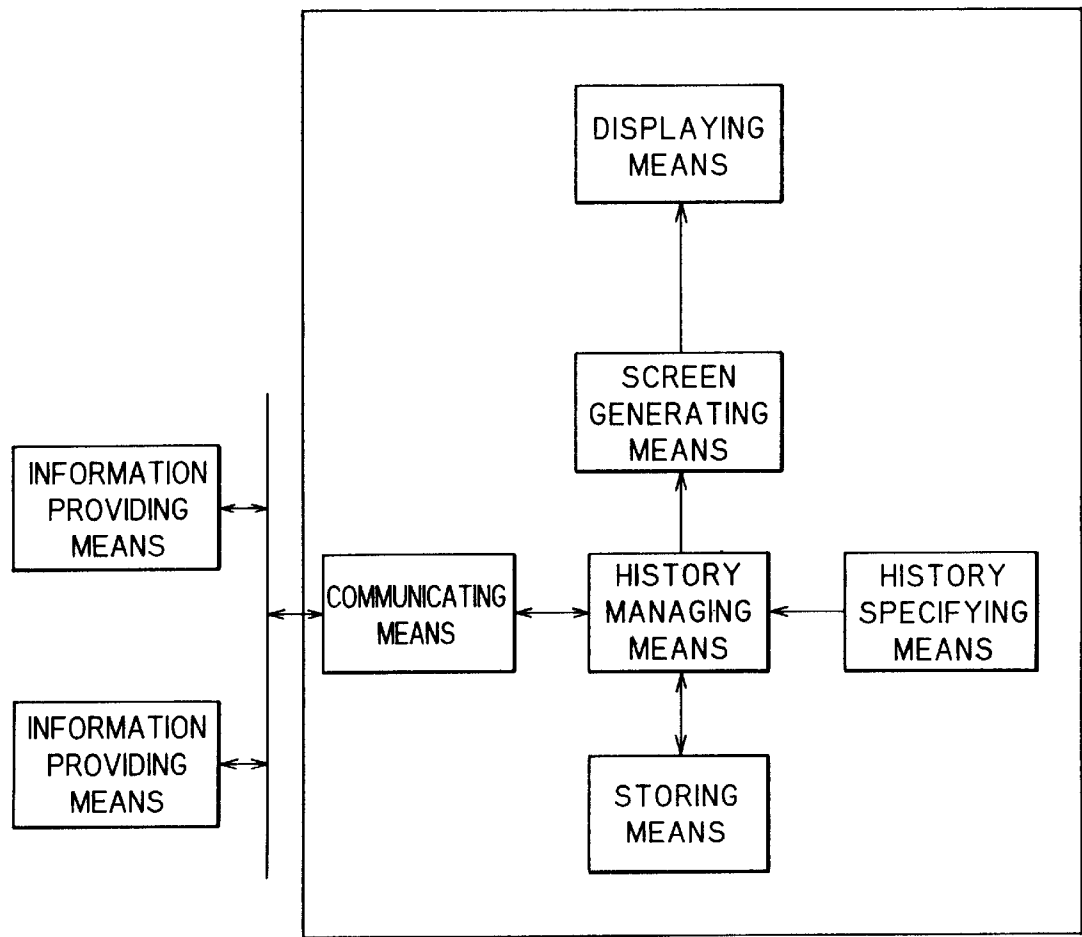 DISPLAYING
MEANS
SCREEN
GENERATING
MEANS
INFORMATION
PROVIDING
MEANS
COMMUNICATING
MEANS
HISTORY
MANAGING
MEANS
HISTORY
SPECIFYING
MEANS
INFORMATION
PROVIDING
MEANS
STORING
MEANS